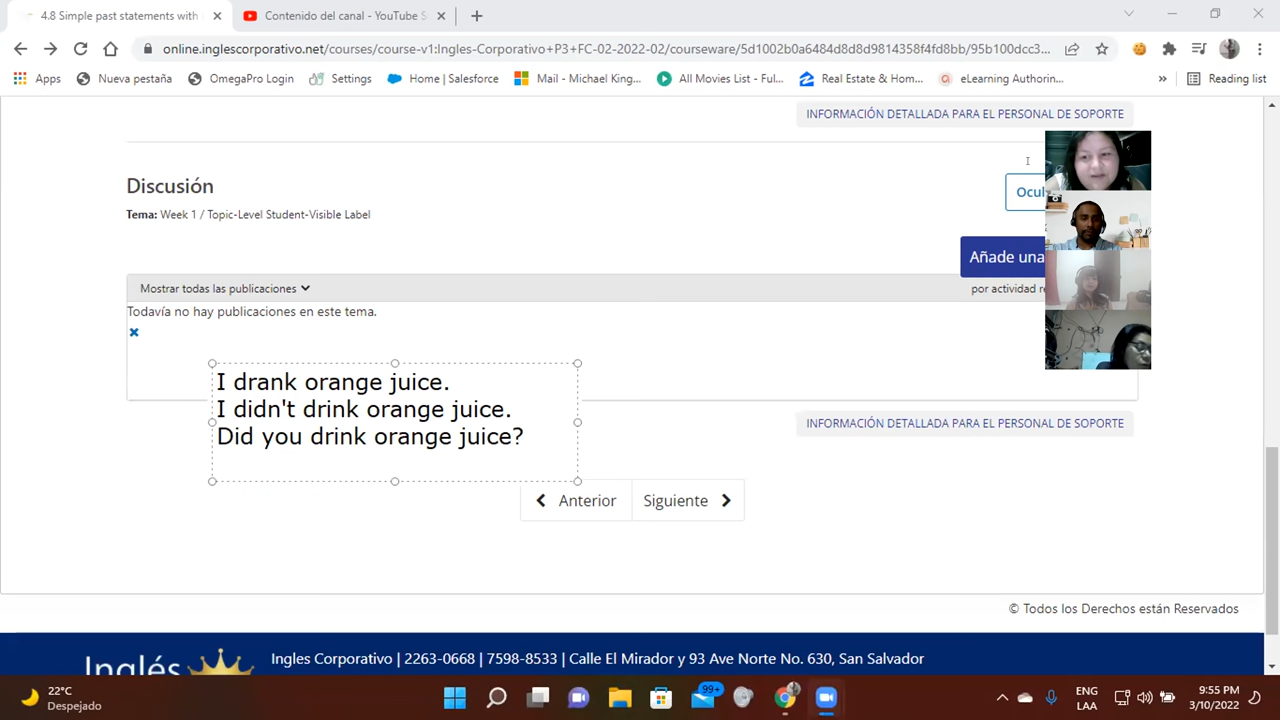 4.8 Simple past statements with
Contenido del canal - YouTube S
online.inglescorporativo.net/courses/course-v1:Ingles-Corporativo+P3+FC-02-2022-02/courseware/5d1002b0a6484d8d8d9814358f4fd8bb/95b100dcc3...
Apps
Nueva pestaña
OmegaPro Login
Settings
Home | Salesforce
Mail - Michael King...
All Movies List - Ful...
Real Estate & Hom...
eLearning Authorin...
»
Reading list
INFORMACIÓN DETALLADA PARA EL PERSONAL DE SOPORTE
Discusión
Ocul
Tema: Week 1 / Topic-Level Student-Visible Label
Añade una
Mostrar todas las publicaciones
por actividad re
Todavía no hay publicaciones en este tema.
I drank orange juice.
I didn't drink orange juice.
Did you drink orange juice?
INFORMACIÓN DETALLADA PARA EL PERSONAL DE SOPORTE
Anterior
Siguiente
© Todos los Derechos están Reservados
Inglés
Ingles Corporativo | 2263-0668 | 7598-8533 | Calle El Mirador y 93 Ave Norte No. 630, San Salvador
22°C
Despejado
99+
ENG
LAA
9:55 PM
3/10/2022